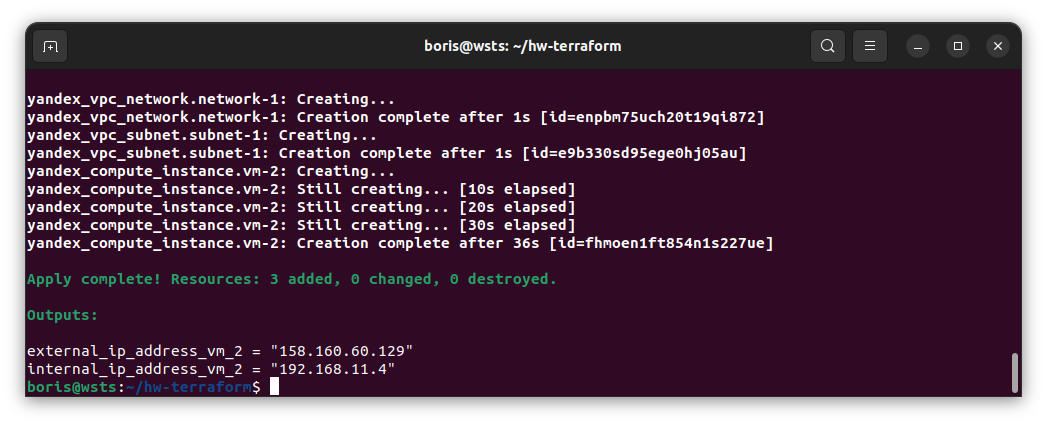 boris@wsts: ~/hw-terraform
yandex_vpc_network.network-1: Creating...
yandex_vpc_network.network-1: Creation complete after 1s [id=enpbm75uch20t19qi872]
yandex_vpc_subnet.subnet-1: Creating...
yandex_vpc_subnet.subnet-1: Creation complete after 1s [id=e9b330sd95ege0hj05au]
yandex_compute_instance.vm-2: Creating...
yandex_compute_instance.vm-2: Still creating... [10s elapsed]
yandex_compute_instance.vm-2: Still creating... [20s elapsed]
yandex_compute_instance.vm-2: Still creating... [30s elapsed]
yandex_compute_instance.vm-2: Creation complete after 36s [id=fhmoen1ft854n1s227ue]
Apply complete! Resources: 3 added, 0 changed, 0 destroyed.
Outputs:
external_ip_address_vm_2 = "158.160.60.129"
internal_ip_address_vm_2 = "192.168.11.4"
boris@wsts:~/hw-terraform$